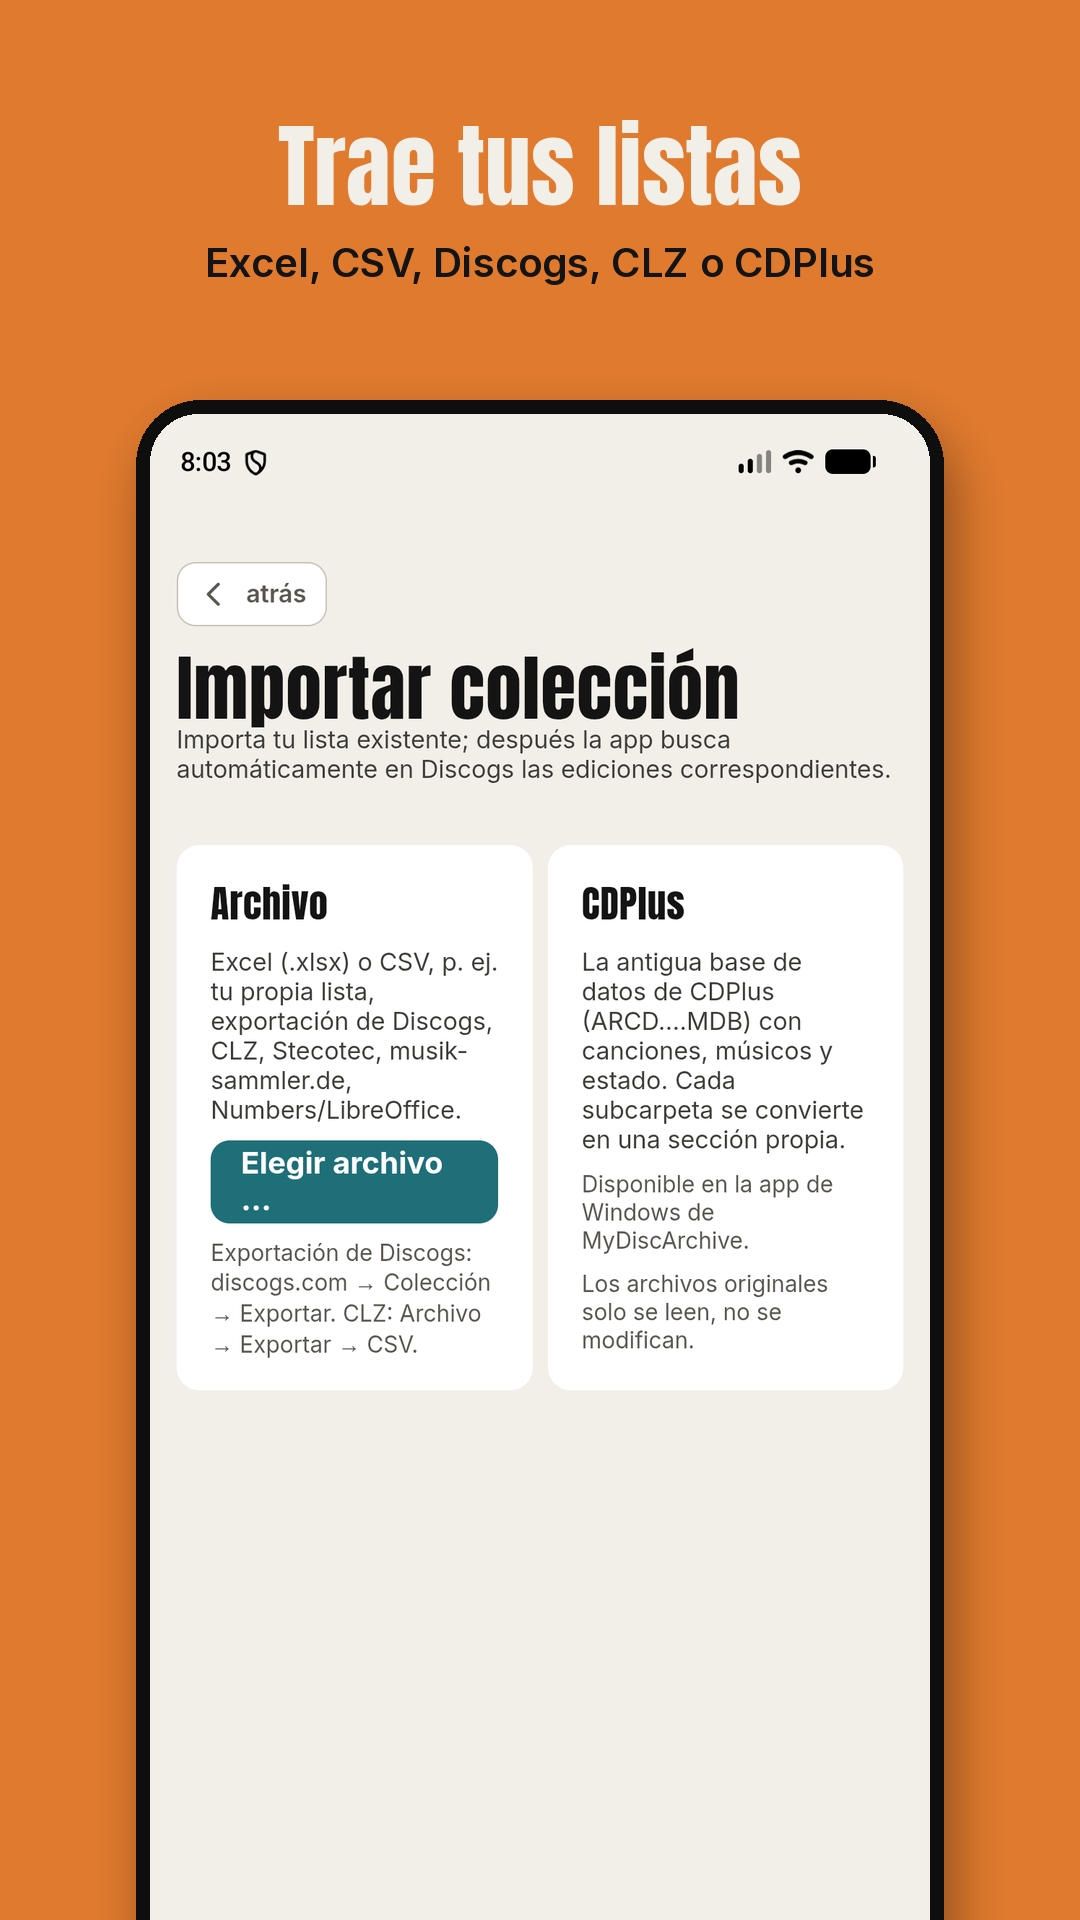 Trae tus listas
Excel, CSV, Discogs, CLZ o CDPlus
8:03
atrás
Importar colección
Importa tu lista existente; después la app busca
automáticamente en Discogs las ediciones correspondientes.
Archivo
Excel (.xlsx) o CSV, p. ej.
tu propia lista,
exportación de Discogs,
CLZ, Stecotec, musik-
sammler.de,
Numbers/LibreOffice.
Elegir archivo
...
Exportación de Discogs:
discogs.com → Colección
→ Exportar. CLZ: Archivo
→ Exportar → CSV.
CDPlus
La antigua base de
datos de CDPlus
(ARCD....MDB) con
canciones, músicos y
estado. Cada
subcarpeta se convierte
en una sección propia.
Disponible en la app de
Windows de
MyDiscArchive.
Los archivos originales
solo se leen, no se
modifican.